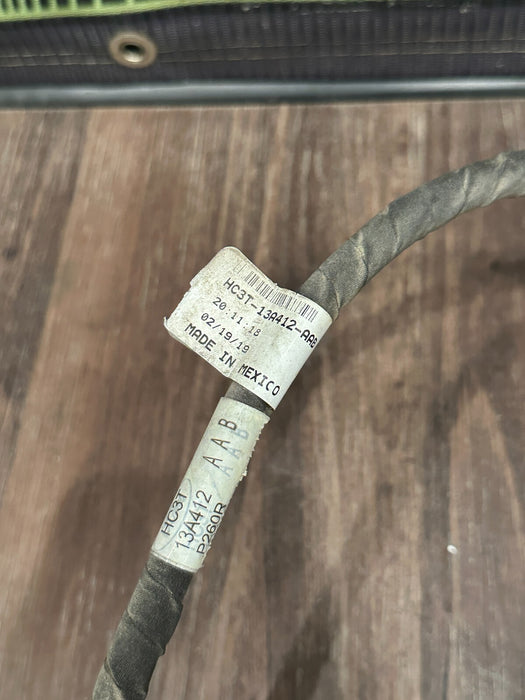 HC3T-13A412-AAB
20:11:18
02/19/19
MADE IN MEXICO
HC3T
13A412 AAB
AAB
P260R